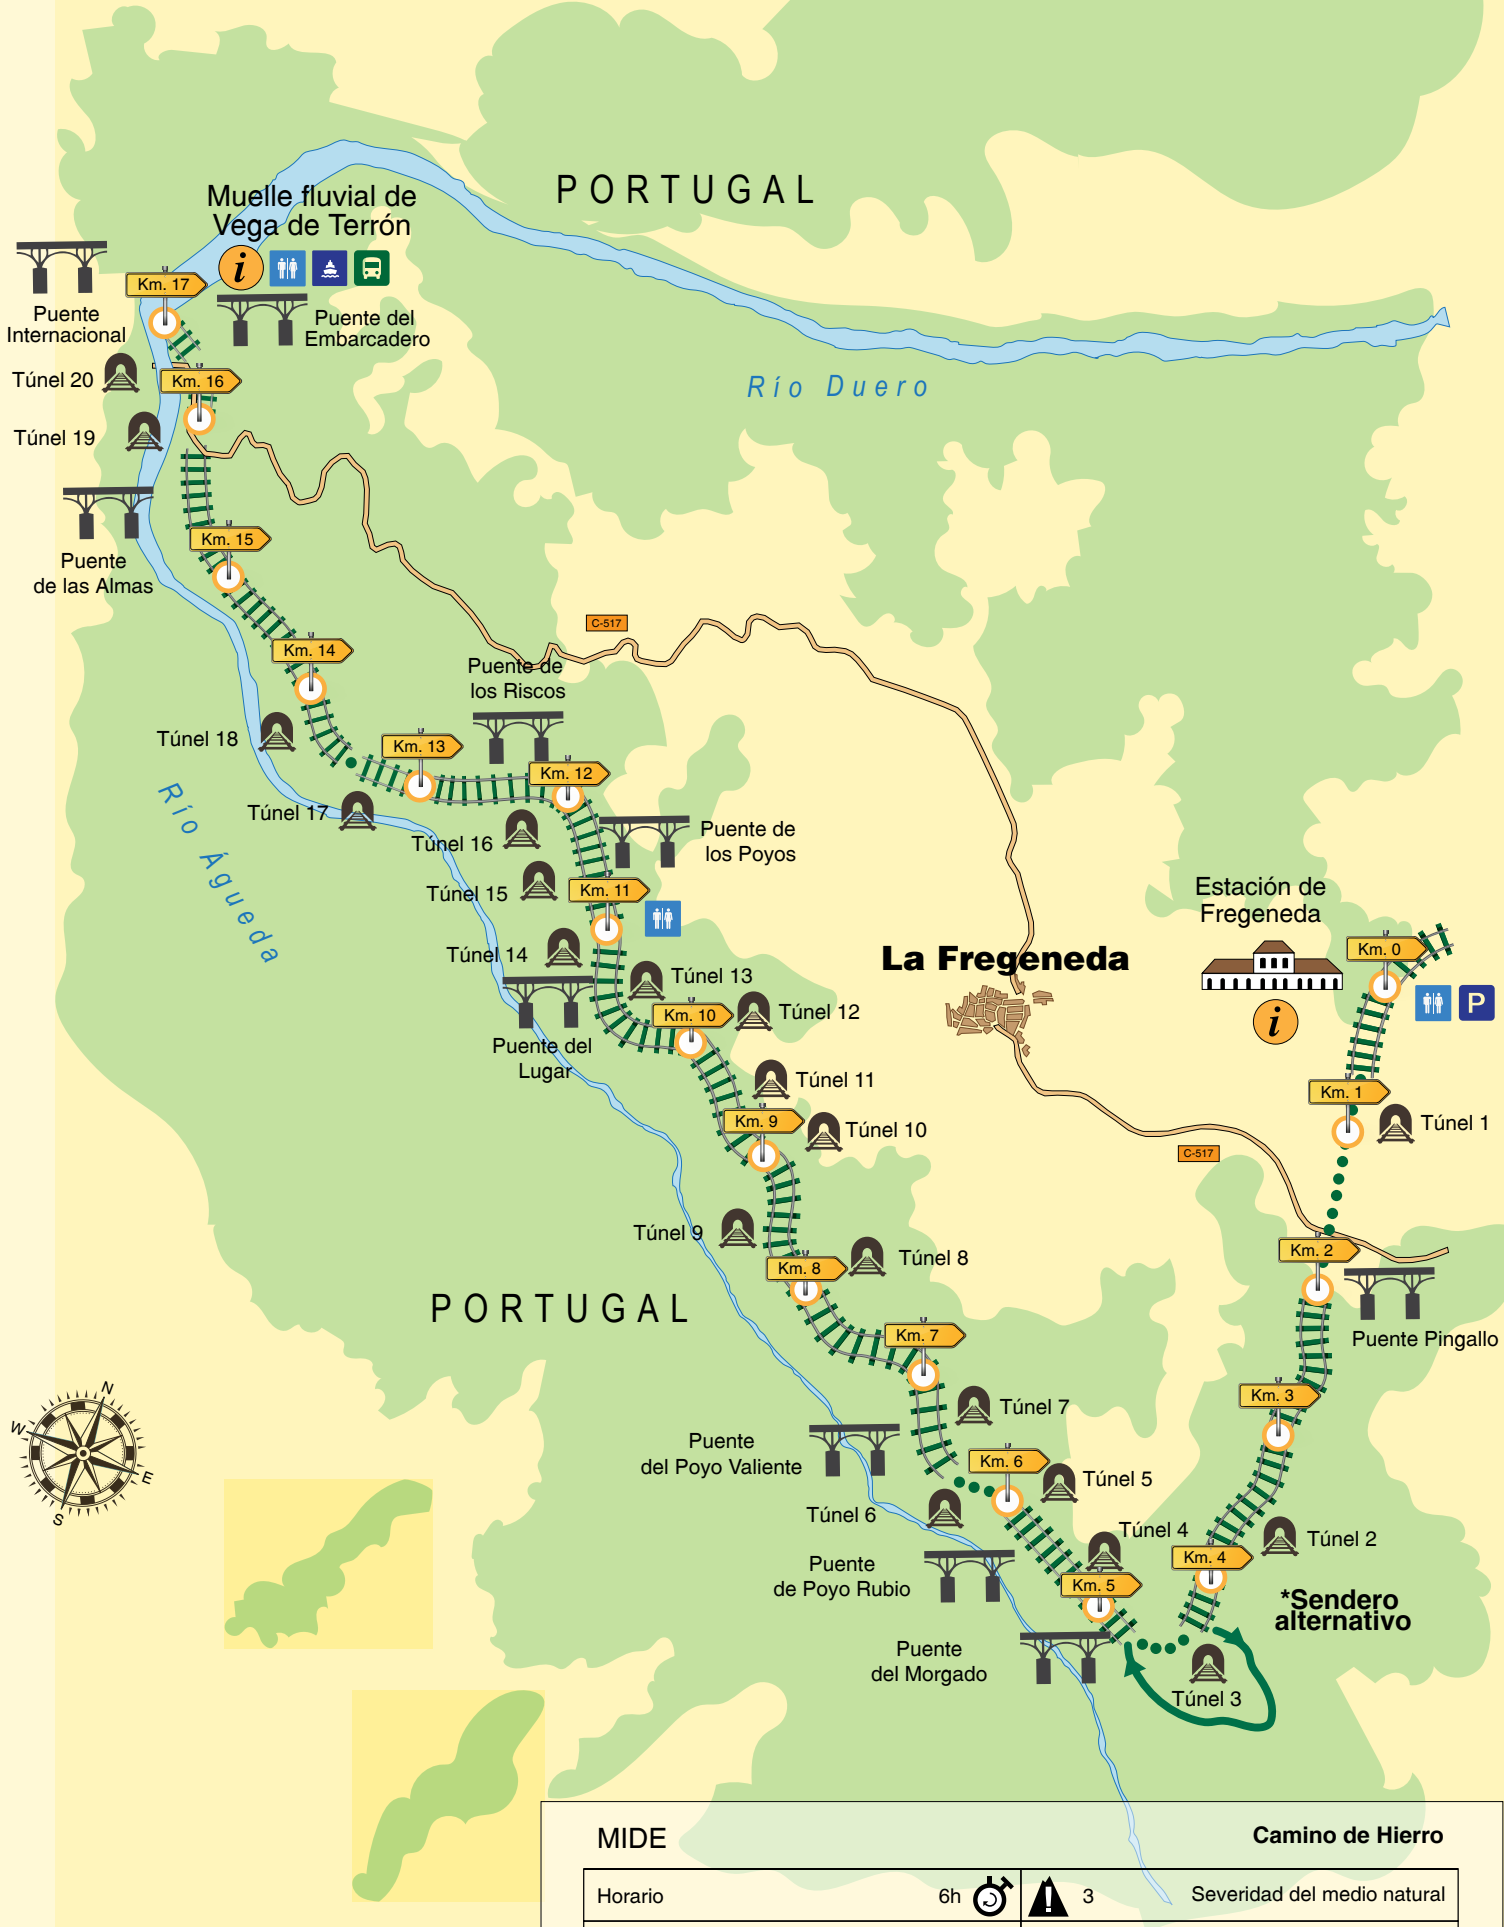 PORTUGAL
Muelle fluvial de
Vega de Terrón
i
Km. 17
Puente
Internacional
Puente del
Embarcadero
Túnel 20
Km. 16
Río Duero
Túnel 19
Km. 15
Puente
de las Almas
C-517
Km. 14
Puente de
los Riscos
Túnel 18
Km. 13
Km. 12
Río Águeda
Túnel 17
Túnel 16
Puente de
los Poyos
Túnel 15
Km. 11
Estación de
Fregeneda
Túnel 14
La Fregeneda
Km. 0
Túnel 13
P
i
Km. 10
Túnel 12
Puente del
Lugar
Túnel 11
Km. 1
Km. 9
Túnel 10
Túnel 1
C-517
Túnel 9
Km. 8
Túnel 8
Km. 2
PORTUGAL
Km. 7
Puente Pingallo
N
W
E
S
Km. 3
Túnel 7
Puente
del Poyo Valiente
Km. 6
Túnel 5
Túnel 6
Túnel 4
Túnel 2
Puente
de Poyo Rubio
Km. 4
Km. 5
*Sendero
alternativo
Puente
del Morgado
Túnel 3
MIDE
Camino de Hierro
Horario 6h
3 Severidad del medio natural